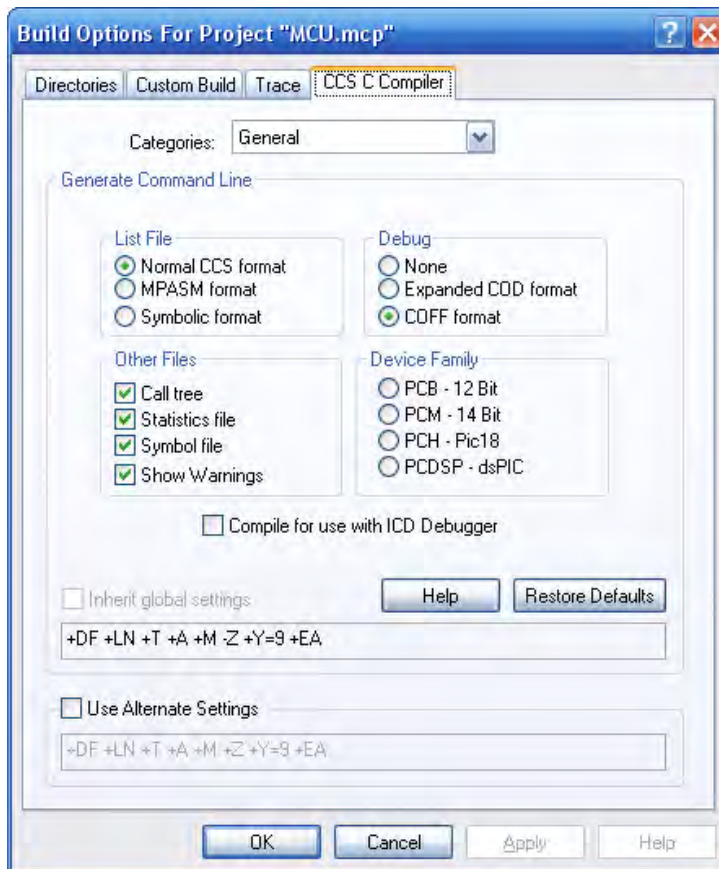 Build Options For Project "MCU.mcp"
Directories Custom Build Trace CCS C Compiler
Categories: General
Generate Command Line
List File
Normal CCS format
MPASM format
Symbolic format
Debug
None
Expanded COD format
COFF format
Other Files
Call tree
Statistics file
Symbol file
Show Warnings
Device Family
PCB - 12 Bit
PCM - 14 Bit
PCH - Pic18
PCDSP - dsPIC
Compile for use with ICD Debugger
Inherit global settings Help Restore Defaults
+DF +LN +T +A +M -Z +Y=9 +EA
Use Alternate Settings
+DF +LN +T +A +M +Z +Y=9 +EA
OK Cancel Apply Help